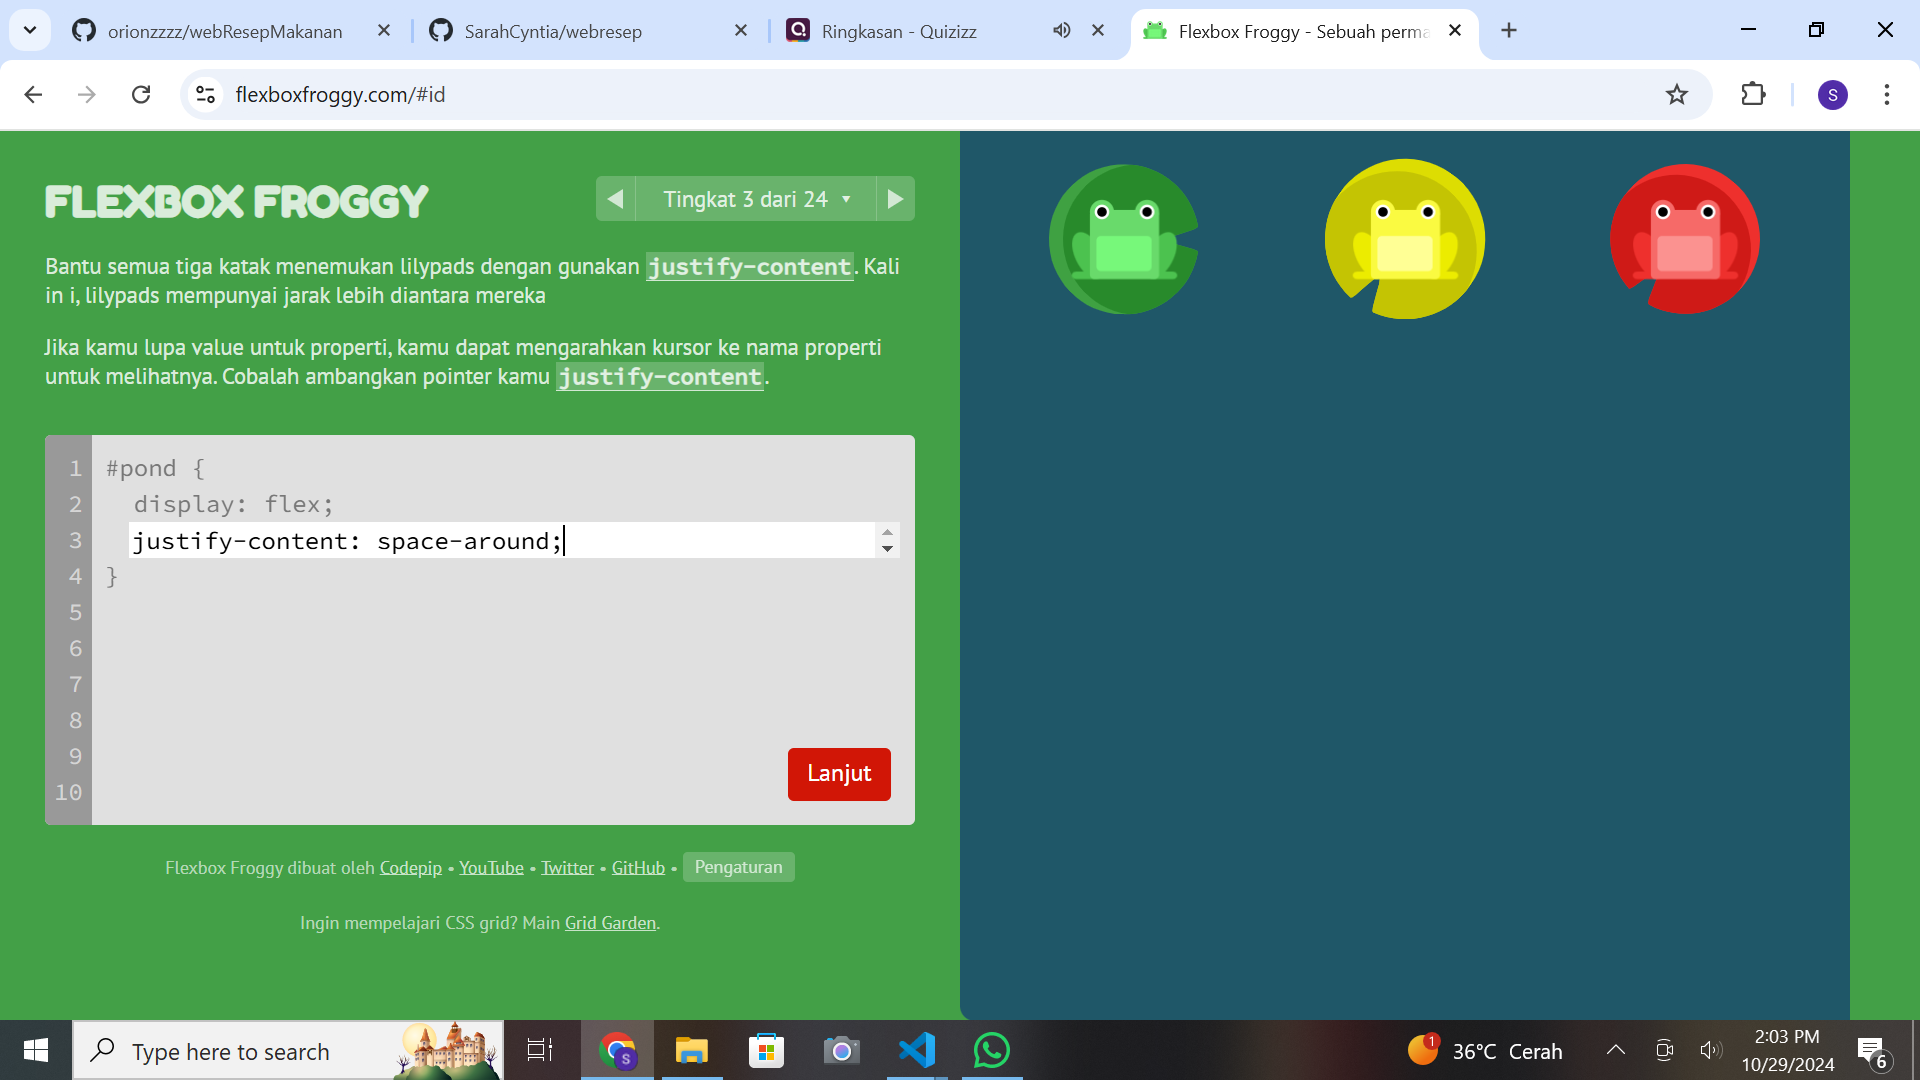 orionzzzz/webResepMakanan
SarahCyntia/webresep
Ringkasan - Quizizz
Flexbox Froggy - Sebuah perma
flexboxfroggy.com/#id
S
FLEXBOX FROGGY
Tingkat 3 dari 24
Bantu semua tiga katak menemukan lilypads dengan gunakan justify-content. Kali
in i, lilypads mempunyai jarak lebih diantara mereka
Jika kamu lupa value untuk properti, kamu dapat mengarahkan kursor ke nama properti
untuk melihatnya. Cobalah ambangkan pointer kamu justify-content.
1 #pond {
2 display: flex;
3 justify-content: space-around;
4 }
5
6
7
8
9
10
Lanjut
Flexbox Froggy dibuat oleh Codepip • YouTube • Twitter • GitHub • Pengaturan
Ingin mempelajari CSS grid? Main Grid Garden.
Type here to search
S
1
36°C Cerah
2:03 PM
10/29/2024
6